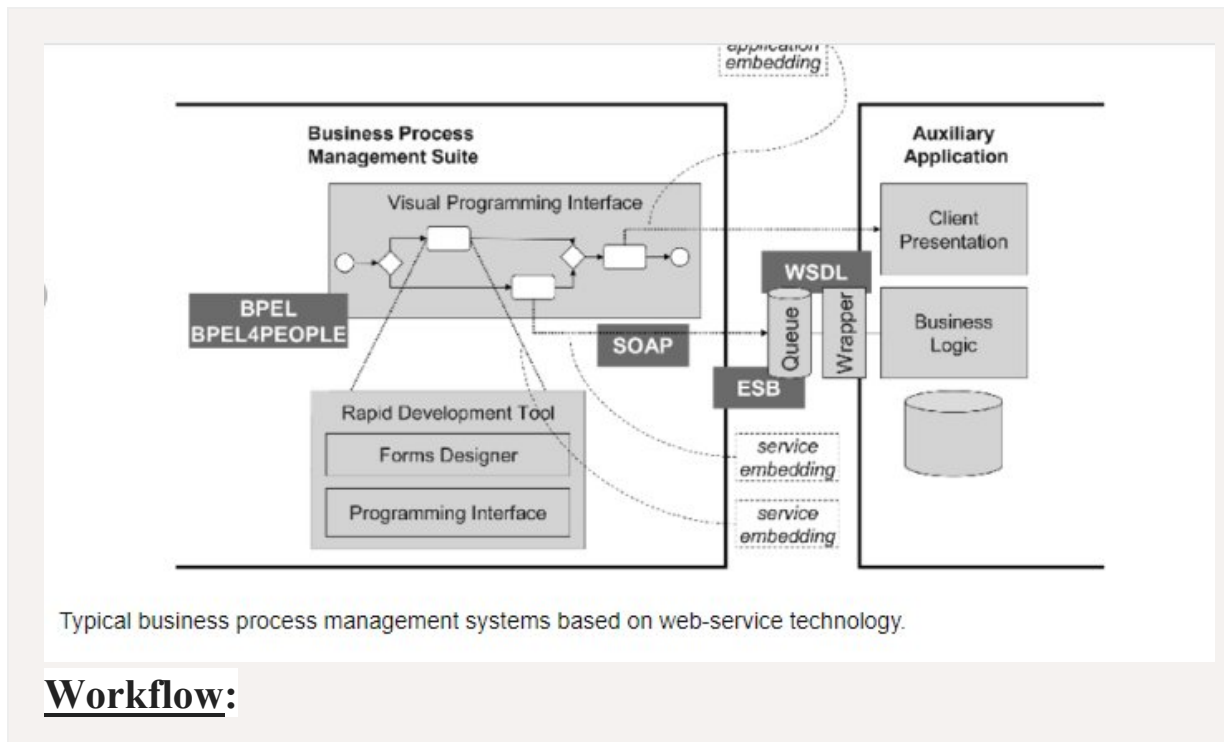 application
embedding
Business Process
Management Suite
Auxiliary
Application
Visual Programming Interface
Client
Presentation
WSDL
BPEL
BPEL4PEOPLE
SOAP
Queue
Wrapper
Business
Logic
ESB
Rapid Development Tool
Forms Designer
Programming Interface
service
embedding
service
embedding
Typical business process management systems based on web-service technology.
Workflow: